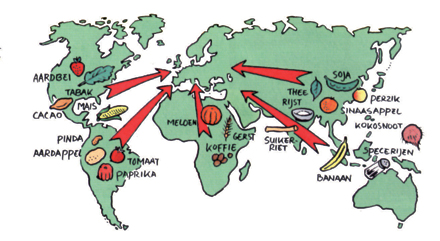 AARDBEI
TABAK
CACAO
MAIS
PINDA
AARDAPPEL
TOMAAT
PAPRIKA
MELOEN
GERST
KOFFIE
SOJA
THEE
RIJST
PERZIK
SINAASAPPEL
KOKOSNOOT
SUIKER
RIET
SPECERIJEN
BANAAN